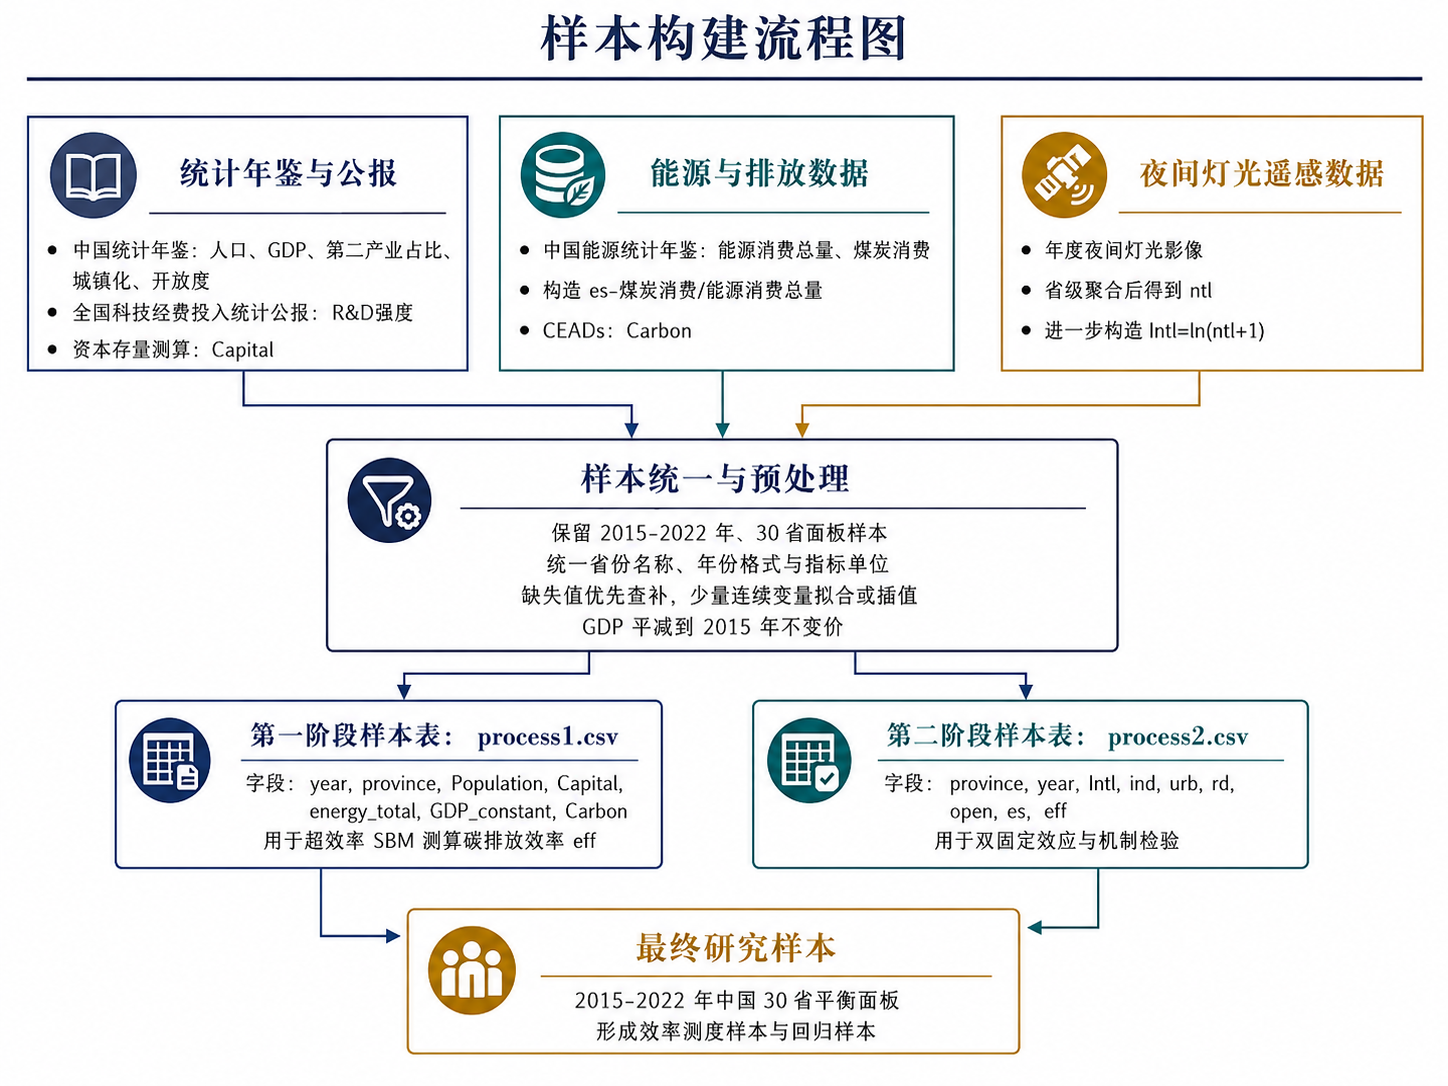 样本构建流程图
统计年鉴与公报
中国统计年鉴：人口、GDP、第二产业占比、
城镇化、开放度
全国科技经费投入统计公报：R&D强度
资本存量测算：Capital
能源与排放数据
中国能源统计年鉴：能源消费总量、煤炭消费
构造 es-煤炭消费/能源消费总量
CEADs：Carbon
夜间灯光遥感数据
年度夜间灯光影像
省级聚合后得到 ntl
进一步构造 lntl=ln(ntl+1)
样本统一与预处理
保留 2015-2022 年、30 省面板样本
统一省份名称、年份格式与指标单位
缺失值优先查补，少量连续变量拟合或插值
GDP 平减到 2015 年不变价
第一阶段样本表： process1.csv
字段： year, province, Population, Capital,
energy_total, GDP_constant, Carbon
用于超效率 SBM 测算碳排放效率 eff
第二阶段样本表： process2.csv
字段： province, year, lntl, ind, urb, rd,
open, es, eff
用于双固定效应与机制检验
最终研究样本
2015-2022 年中国 30 省平衡面板
形成效率测度样本与回归样本